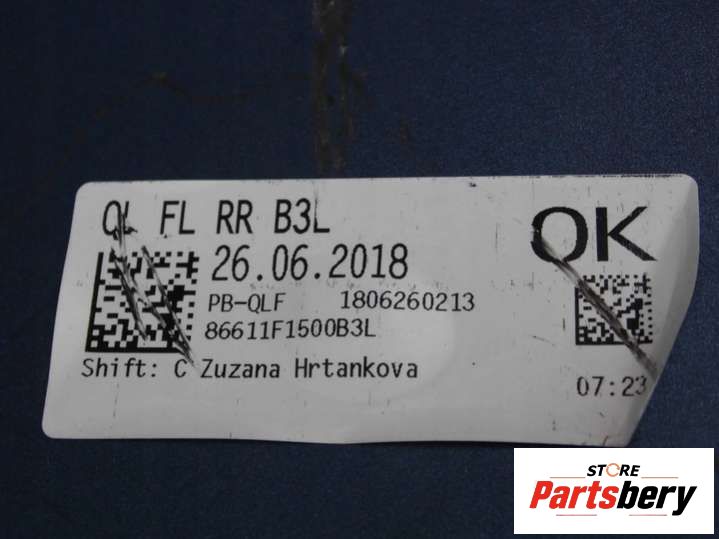 QL FL RR B3L
OK
26.06.2018
PB-QLF 1806260213
86611F1500B3L
Shift: C Zuzana Hrtankova
07:23
STORE
Partsbery